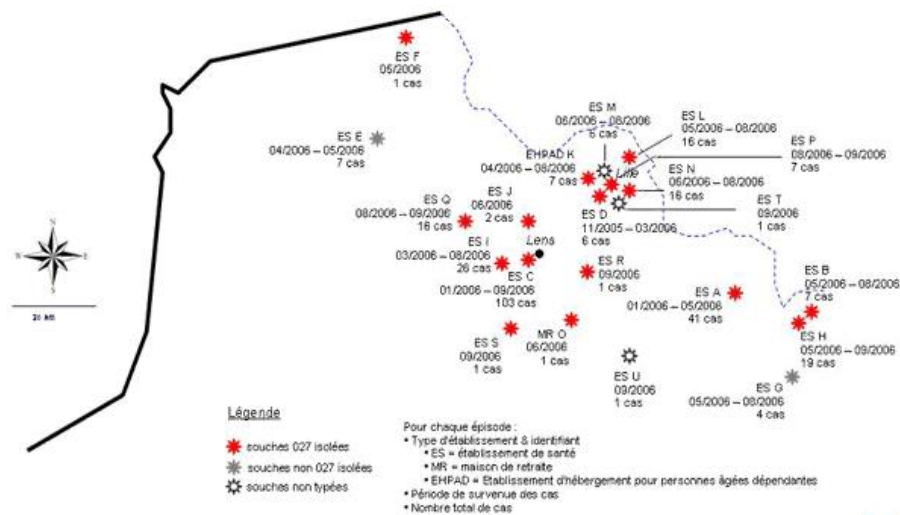 ES F
05/2006
1 cas
ES E
04/2006 – 05/2006
7 cas
ES M
06/2006 – 08/2006
6 cas
ES L
05/2006 – 08/2006
16 cas
ES P
08/2006 – 09/2006
7 cas
EHPAD K
04/2006 – 08/2006
7 cas
Lille
ES N
06/2006 – 08/2006
16 cas
ES Q
08/2006 – 09/2006
16 cas
ES J
06/2006
2 cas
ES D
11/2005 – 03/2006
6 cas
ES T
09/2006
1 cas
Lens
ES I
03/2006 – 08/2006
26 cas
ES C
01/2006 – 09/2006
103 cas
ES R
09/2006
1 cas
ES A
01/2006 – 05/2006
41 cas
ES B
05/2006 – 08/2006
7 cas
ES H
05/2006 – 09/2006
19 cas
ES S
09/2006
1 cas
MR O
06/2006
1 cas
ES U
09/2006
1 cas
ES G
05/2006 – 08/2006
4 cas
N
W
E
S
20 km
Légende
souches 027 isolées
souches non 027 isolées
souches non typées
Pour chaque épisode :
• Type d'établissement & identifiant
• ES = établissement de santé
• MR = maison de retraite
• EHPAD = Etablissement d'hébergement pour personnes âgées dépendantes
• Période de survenue des cas
• Nombre total de cas